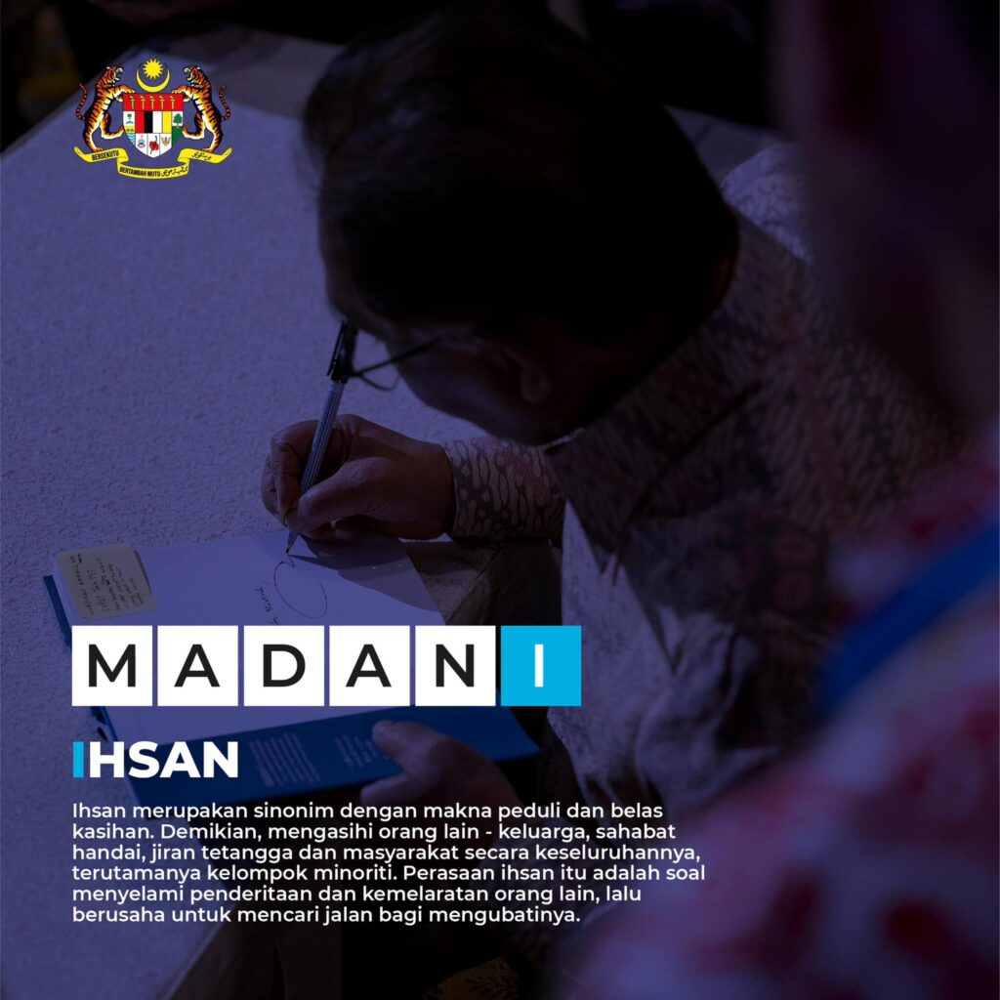 BERSEKUTU
BERTAMBAH MUTU
MADANI
IHSAN
Ihsan merupakan sinonim dengan makna peduli dan belas
kasihan. Demikian, mengasihi orang lain - keluarga, sahabat
handai, jiran tetangga dan masyarakat secara keseluruhannya,
terutamanya kelompok minoriti. Perasaan ihsan itu adalah soal
menyelami penderitaan dan kemelaratan orang lain, lalu
berusaha untuk mencari jalan bagi mengubatinya.